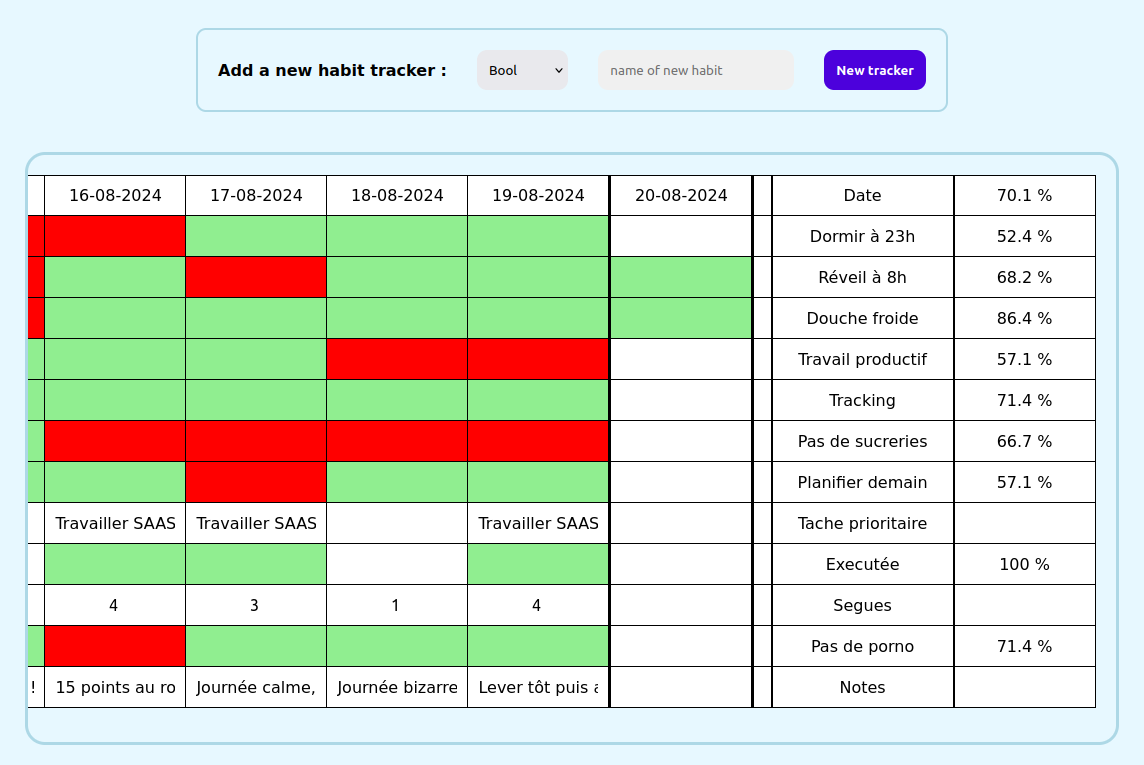 Add a new habit tracker : Bool name of new habit New tracker
16-08-2024 17-08-2024 18-08-2024 19-08-2024 20-08-2024 Date 70.1 %
Dormir à 23h 52.4 %
Réveil à 8h 68.2 %
Douche froide 86.4 %
Travail productif 57.1 %
Tracking 71.4 %
Pas de sucreries 66.7 %
Planifier demain 57.1 %
Travailler SAAS Travailler SAAS Travailler SAAS Tache prioritaire
Executée 100 %
4 3 1 4 Segues
Pas de porno 71.4 %
! 15 points au ro Journée calme, Journée bizarre Lever tôt puis Notes